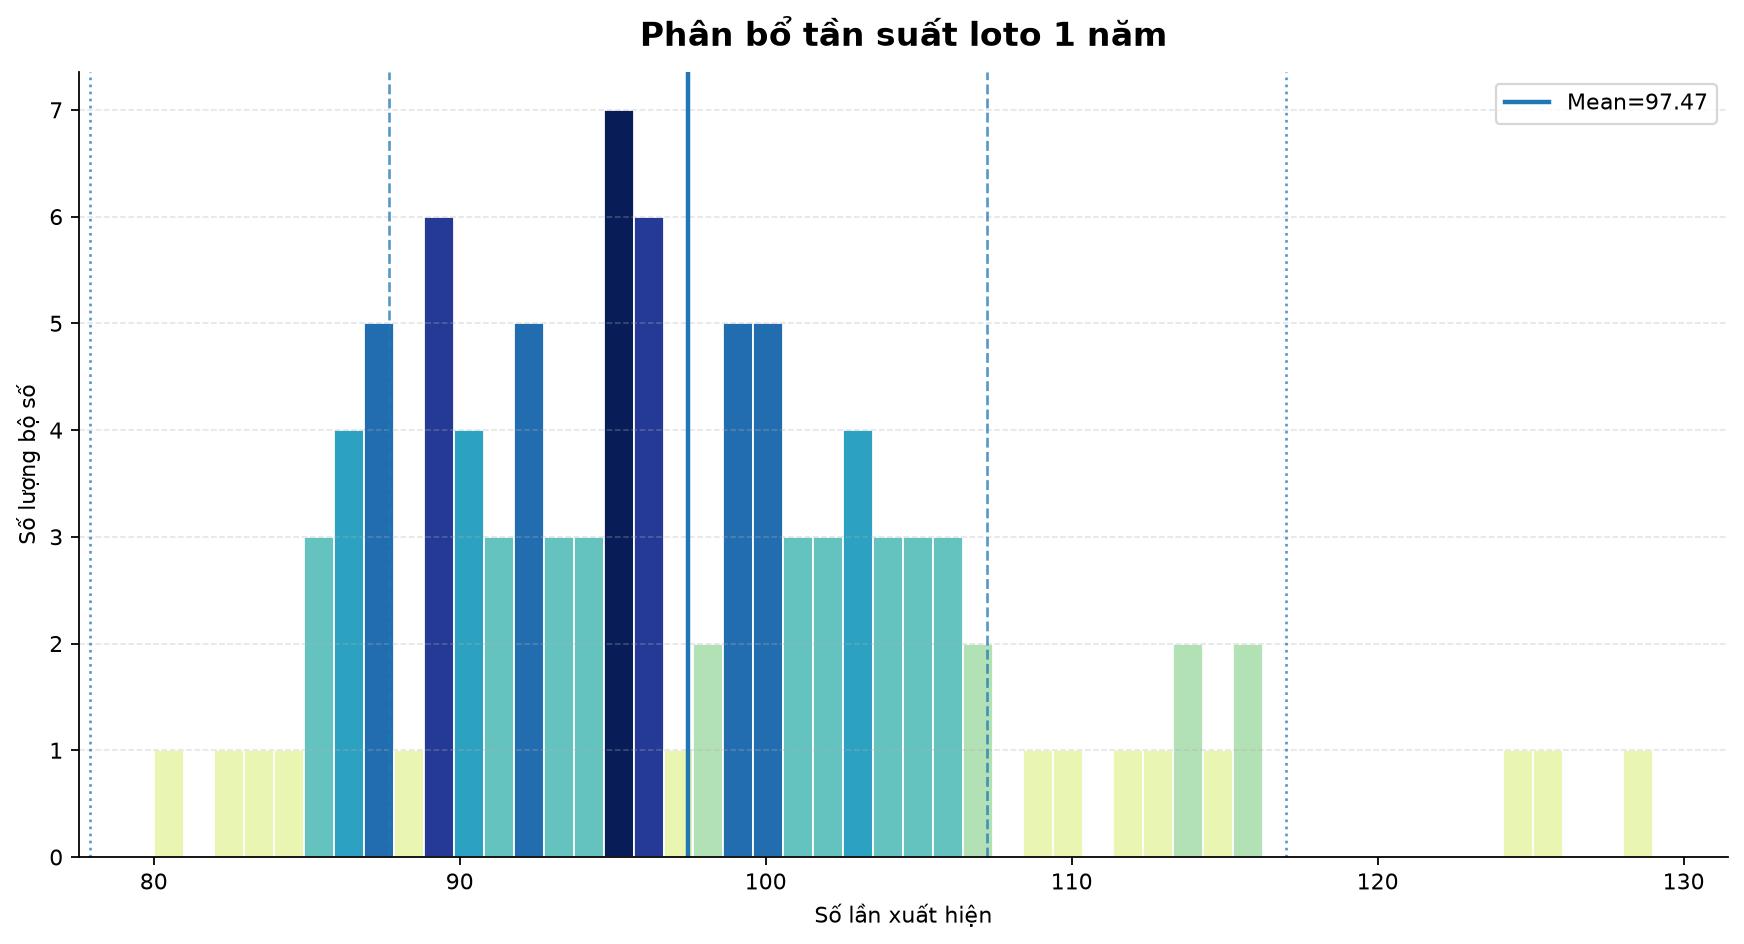 Phân bổ tần suất loto 1 năm
Mean=97.47
Số lượng bộ số
7
6
5
4
3
2
1
0
80 90 100 110 120 130
Số lần xuất hiện